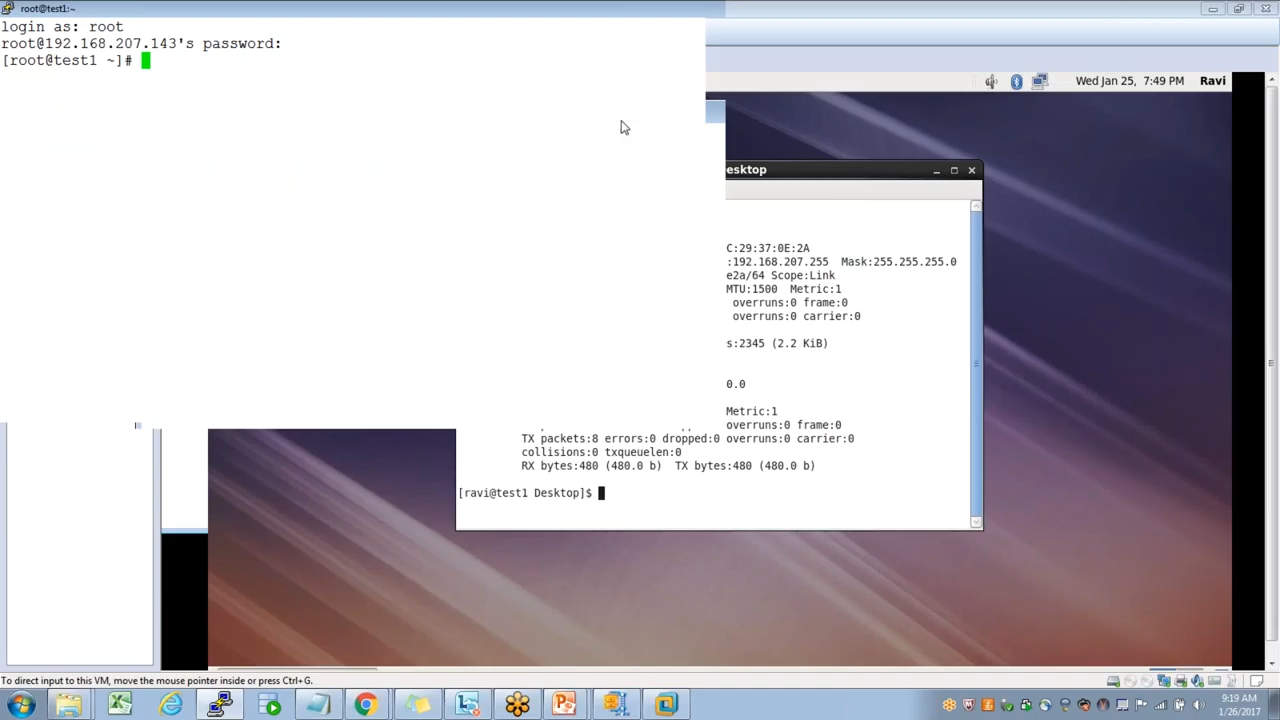 root@test1:~
login as: root
root@192.168.207.143's password:
[root@test1 ~]#
Wed Jan 25, 7:49 PM Ravi
esktop
C:29:37:0E:2A
:192.168.207.255 Mask:255.255.255.0
e2a/64 Scope:Link
MTU:1500 Metric:1
overruns:0 frame:0
overruns:0 carrier:0
s:2345 (2.2 KiB)
0.0
Metric:1
overruns:0 frame:0
TX packets:8 errors:0 dropped:0 overruns:0 carrier:0
collisions:0 txqueuelen:0
RX bytes:480 (480.0 b) TX bytes:480 (480.0 b)
[ravi@test1 Desktop]$
To direct input to this VM, move the mouse pointer inside or press Ctrl+G.
9:19 AM
1/26/2017